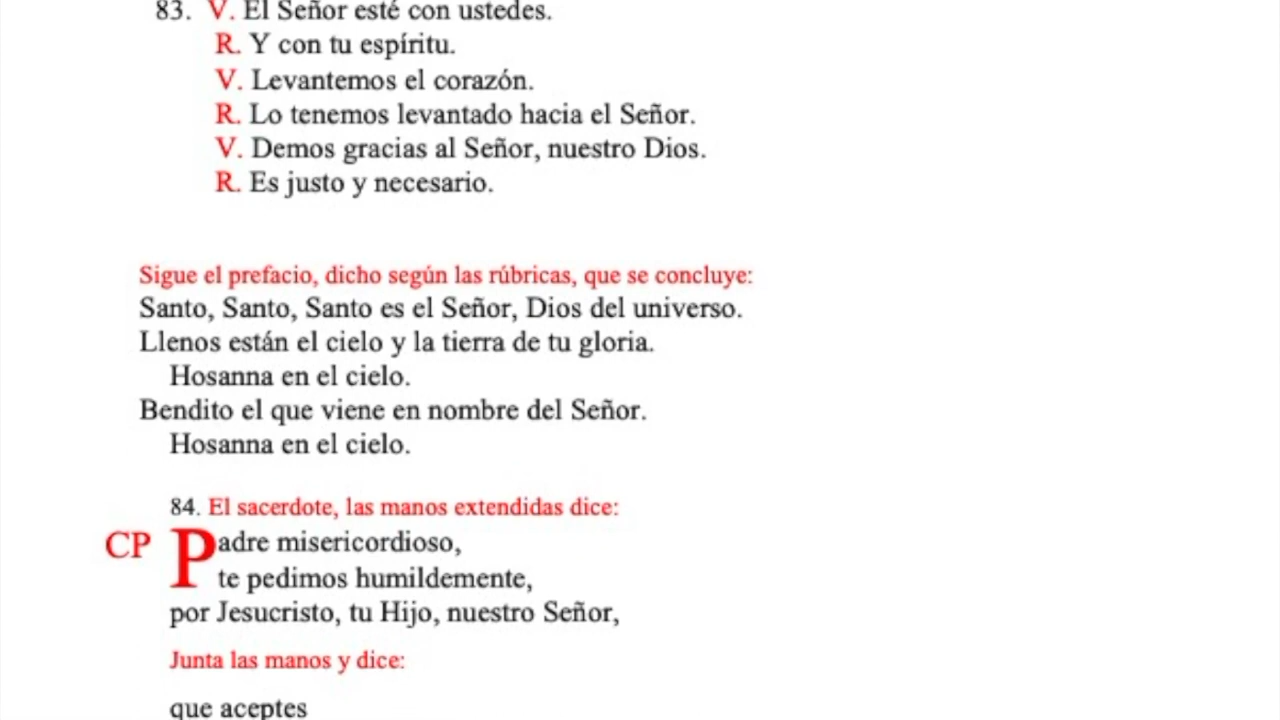 83. V. El Señor esté con ustedes.
R. Y con tu espíritu.
V. Levantemos el corazón.
R. Lo tenemos levantado hacia el Señor.
V. Demos gracias al Señor, nuestro Dios.
R. Es justo y necesario.
Sigue el prefacio, dicho según las rúbricas, que se concluye:
Santo, Santo, Santo es el Señor, Dios del universo.
Llenos están el cielo y la tierra de tu gloria.
Hosanna en el cielo.
Bendito el que viene en nombre del Señor.
Hosanna en el cielo.
84. El sacerdote, las manos extendidas dice:
CP Padre misericordioso,
te pedimos humildemente,
por Jesucristo, tu Hijo, nuestro Señor,
Junta las manos y dice:
que aceptes